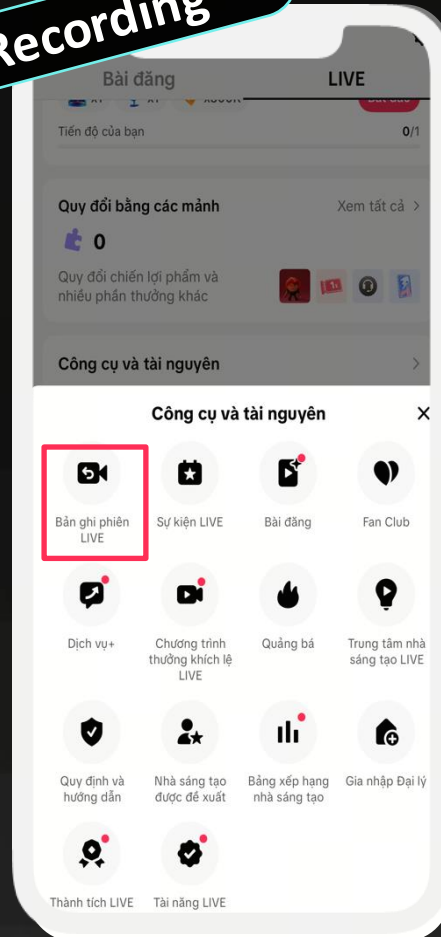 Recording
Bài đăng LIVE
Tiến độ của bạn 0/1
Quy đổi bằng các mảnh Xem tất cả >
0
Quy đổi chiến lợi phẩm và
nhiều phần thưởng khác
Công cụ và tài nguyên >
Công cụ và tài nguyên ×
Bản ghi phiên
LIVE
Sự kiện LIVE
Bài đăng
Fan Club
Dịch vụ+
Chương trình
thưởng khích lệ
LIVE
Quảng bá
Trung tâm nhà
sáng tạo LIVE
Quy định và
hướng dẫn
Nhà sáng tạo
được đề xuất
Bảng xếp hạng
nhà sáng tạo
Gia nhập Đại lý
Thành tích LIVE
Tài năng LIVE